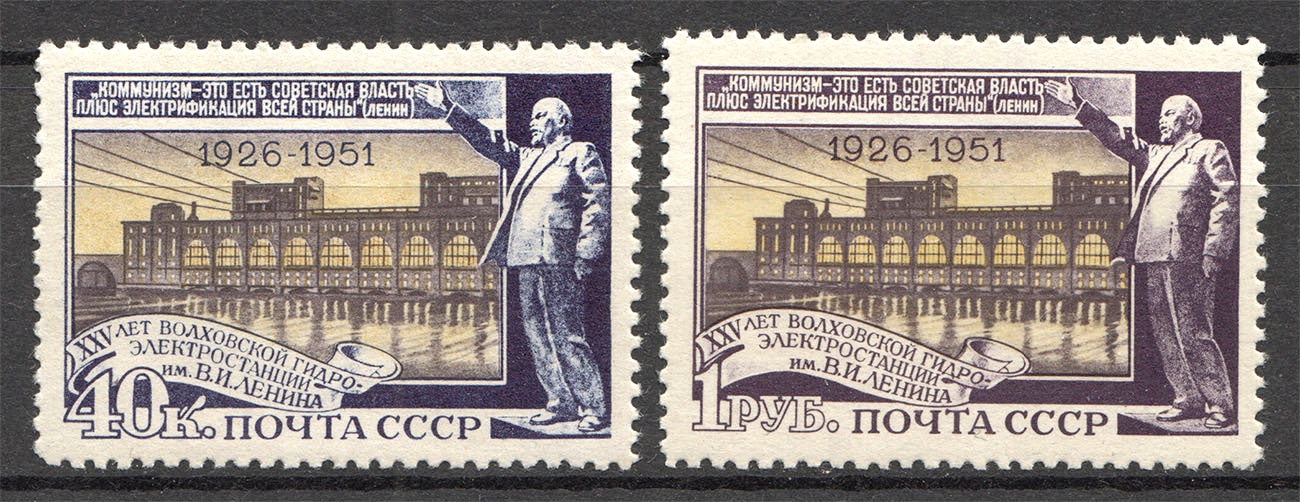 „КОММУНИЗМ–ЭТО ЕСТЬ СОВЕТСКАЯ ВЛАСТЬ
ПЛЮС ЭЛЕКТРИФИКАЦИЯ ВСЕЙ СТРАНЫ“(ЛЕНИН)
1926-1951
XXV ЛЕТ ВОЛХОВСКОЙ ГИДРО-
ЭЛЕКТРОСТАНЦИИ
ИМ. В.И. ЛЕНИНА
40К. ПОЧТА СССР
„КОММУНИЗМ–ЭТО ЕСТЬ СОВЕТСКАЯ ВЛАСТЬ
ПЛЮС ЭЛЕКТРИФИКАЦИЯ ВСЕЙ СТРАНЫ“(ЛЕНИН)
1926-1951
XXV ЛЕТ ВОЛХОВСКОЙ ГИДРО-
ЭЛЕКТРОСТАНЦИИ
ИМ. В.И. ЛЕНИНА
1РУБ. ПОЧТА СССР